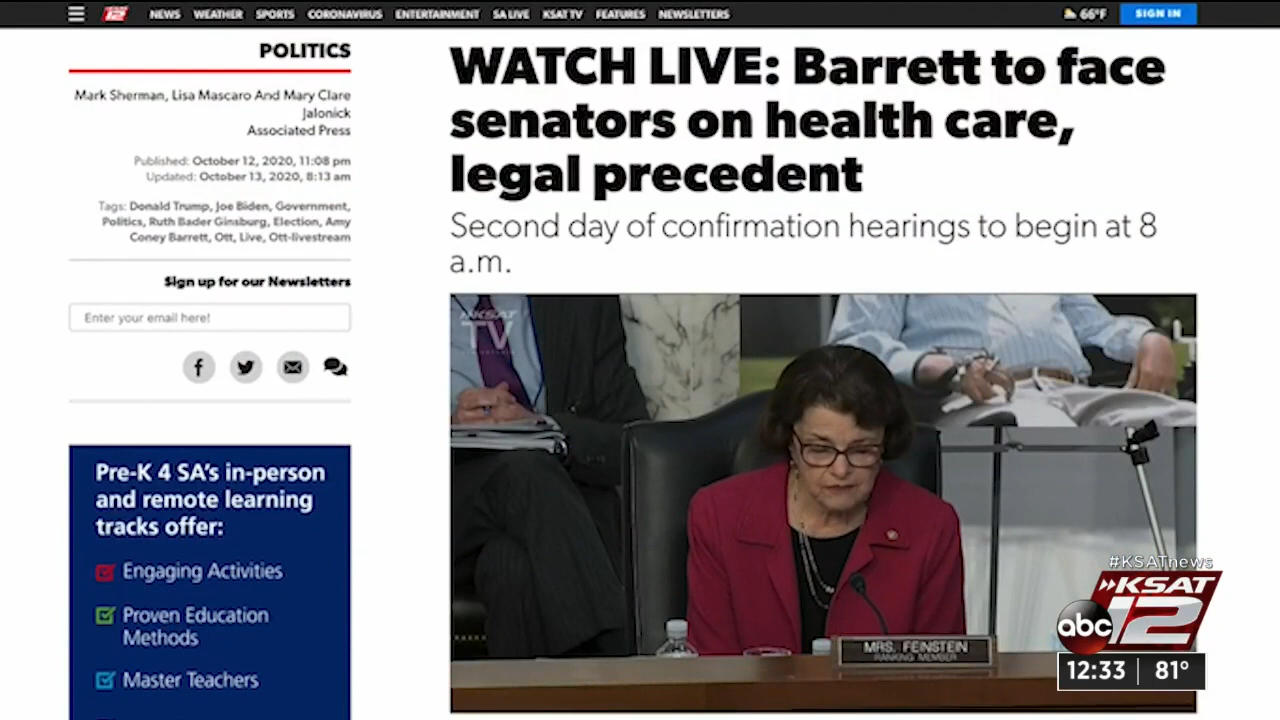 NEWS WEATHER SPORTS CORONAVIRUS ENTERTAINMENT SA LIVE KSAT TV FEATURES NEWSLETTERS
66°F
SIGN IN
POLITICS
Mark Sherman, Lisa Mascaro And Mary Clare
Jalonick
Associated Press
Published: October 12, 2020, 11:08 pm
Updated: October 13, 2020, 8:13 am
Tags: Donald Trump, Joe Biden, Government,
Politics, Ruth Bader Ginsburg, Election, Amy
Coney Barrett, Ott, Live, Ott-livestream
Sign up for our Newsletters
Enter your email here!
Pre-K 4 SA's in-person
and remote learning
tracks offer:
Engaging Activities
Proven Education
Methods
Master Teachers
WATCH LIVE: Barrett to face
senators on health care,
legal precedent
Second day of confirmation hearings to begin at 8
a.m.
KSAT
TV
MRS. FEINSTEIN
RANKING MEMBER
#KSATnews
KSAT
abc 12
12:33 81°